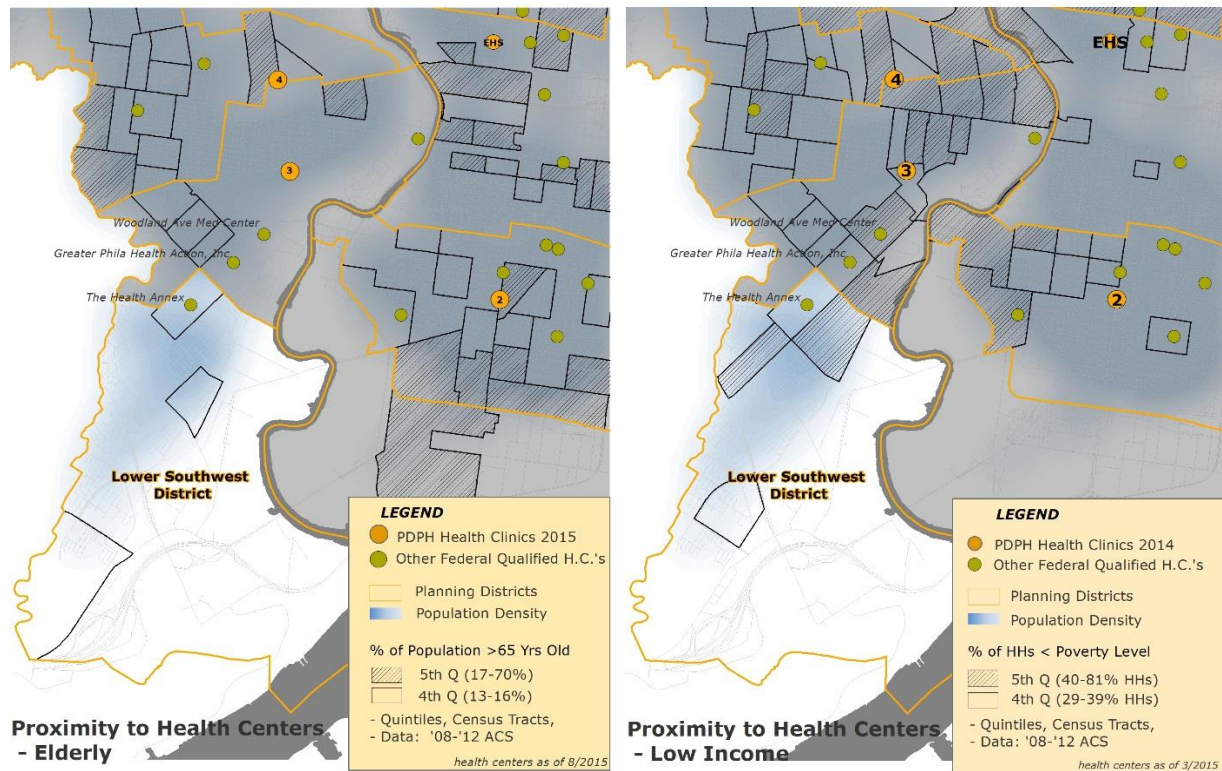 EHS
4
3
Woodland Ave Med Center
Greater Phila Health Action, Inc.
The Health Annex
2
Lower Southwest
District
LEGEND
PDPH Health Clinics 2015
Other Federal Qualified H.C.'s
Planning Districts
Population Density
% of Population >65 Yrs Old
5th Q (17-70%)
4th Q (13-16%)
- Quintiles, Census Tracts,
- Data: '08-'12 ACS
health centers as of 8/2015
Proximity to Health Centers
- Elderly
EHS
4
3
Woodland Ave Med Center
Greater Phila Health Action, Inc.
The Health Annex
2
Lower Southwest
District
LEGEND
PDPH Health Clinics 2014
Other Federal Qualified H.C.'s
Planning Districts
Population Density
% of HHs < Poverty Level
5th Q (40-81% HHs)
4th Q (29-39% HHs)
- Quintiles, Census Tracts,
- Data: '08-'12 ACS
health centers as of 3/2015
Proximity to Health Centers
- Low Income